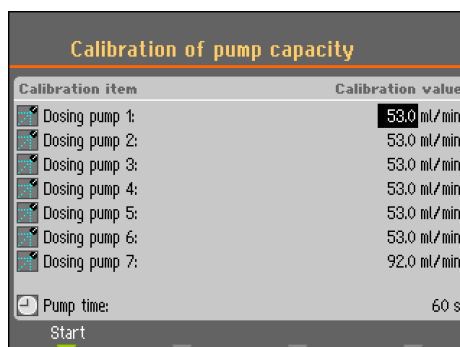 Calibration of pump capacity
Calibration item Calibration value
Dosing pump 1: 53.0 ml/min
Dosing pump 2: 53.0 ml/min
Dosing pump 3: 53.0 ml/min
Dosing pump 4: 53.0 ml/min
Dosing pump 5: 53.0 ml/min
Dosing pump 6: 53.0 ml/min
Dosing pump 7: 92.0 ml/min
Pump time: 60 s
Start